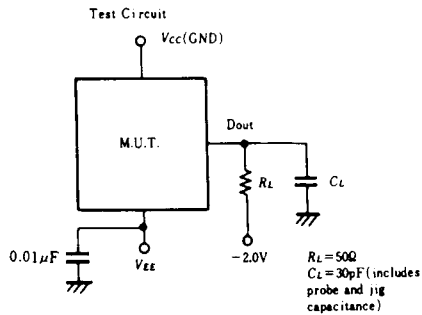 Test Circuit
Vcc(GND)
M.U.T.
Dout
RL
CL
0.01μF
VEE
−2.0V
RL=50Ω
CL=30pF(includes
probe and jig
capacitance)